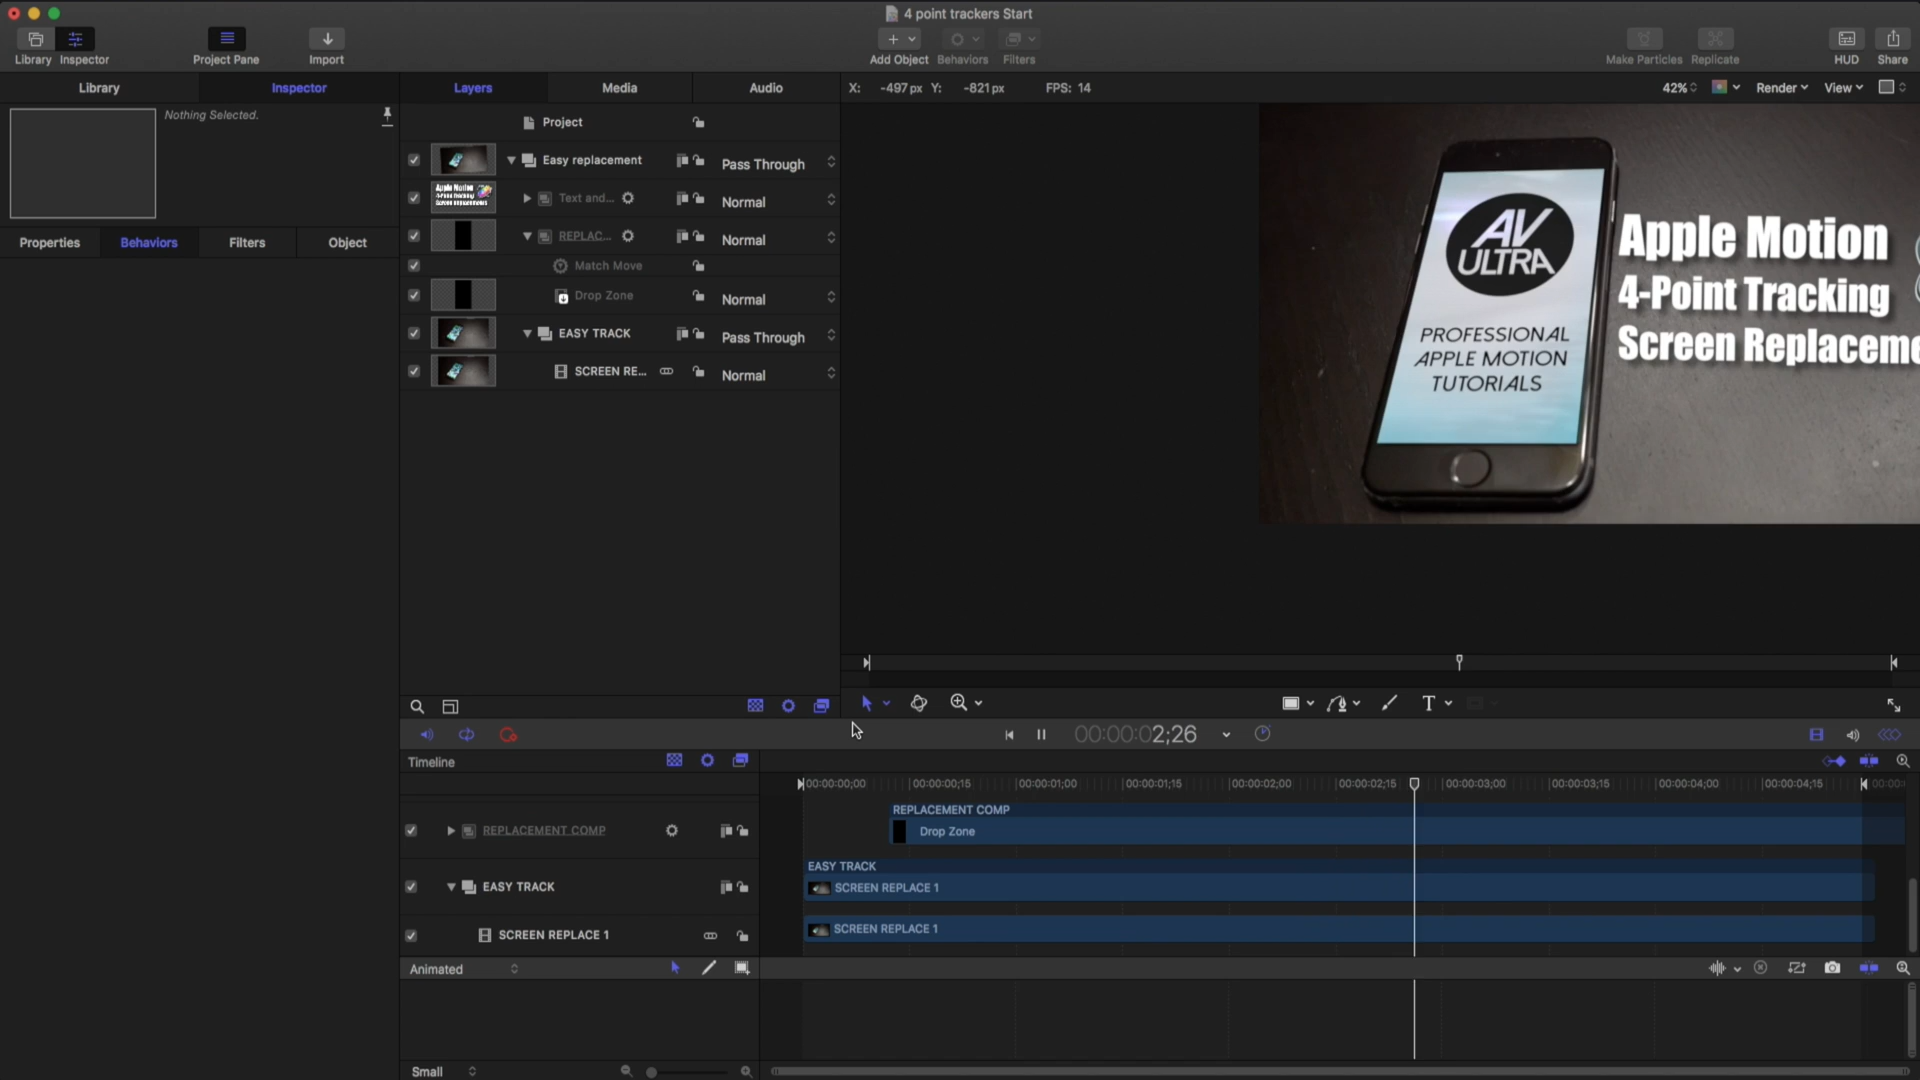 4 point trackers Start
Library
Inspector
Project Pane
Import
Add Object
Behaviors
Filters
Make Particles
Replicate
HUD
Share
Library
Inspector
Layers
Media
Audio
X: -497 px Y: -821 px FPS: 14
42%
Render
View
Nothing Selected.
Properties
Behaviors
Filters
Object
Project
Easy replacement
Pass Through
Text and...
Normal
REPLAC...
Normal
Match Move
Drop Zone
Normal
EASY TRACK
Pass Through
SCREEN RE...
Normal
AV
ULTRA
PROFESSIONAL
APPLE MOTION
TUTORIALS
Apple Motion
4-Point Tracking
Screen Replaceme
T
00:00:00:02;26
Timeline
00:00:00;00
00:00:00;15
00:00:01;00
00:00:01;15
00:00:02;00
00:00:02;15
00:00:03;00
00:00:03;15
00:00:04;00
00:00:04;15
REPLACEMENT COMP
REPLACEMENT COMP
Drop Zone
EASY TRACK
EASY TRACK
SCREEN REPLACE 1
SCREEN REPLACE 1
SCREEN REPLACE 1
Animated
Small